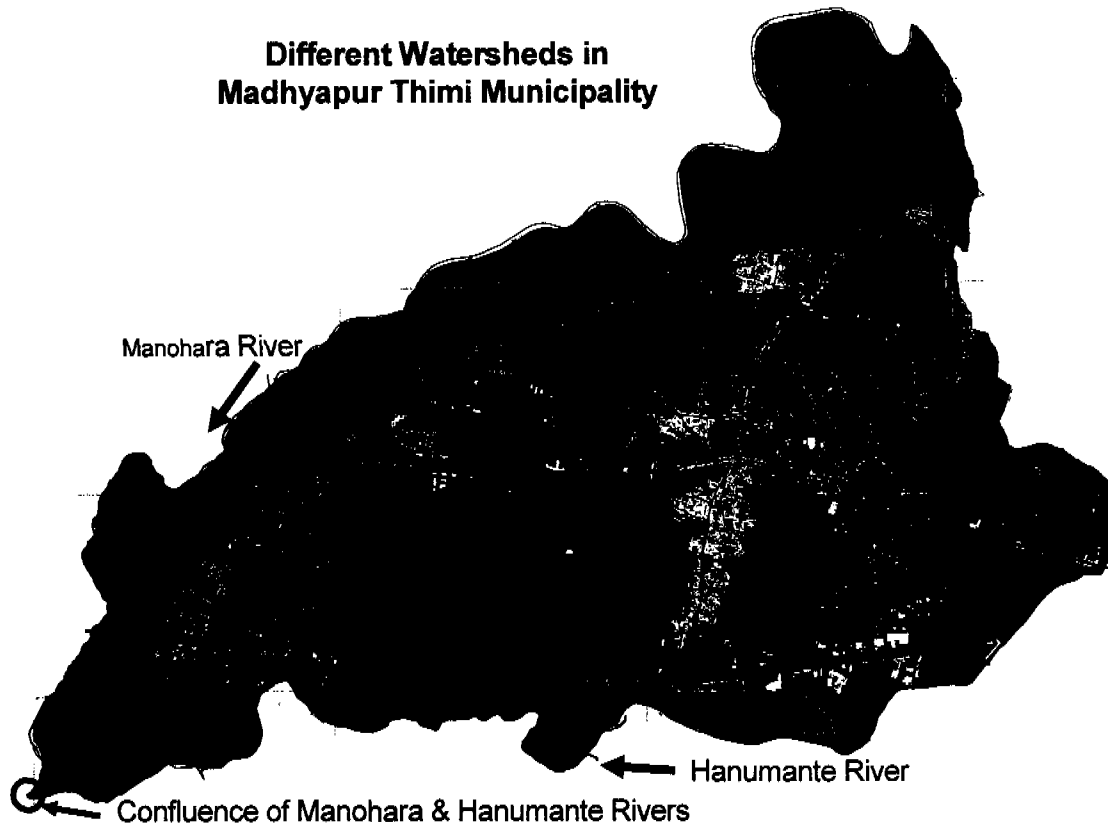 Different Watersheds in
Madhyapur Thimi Municipality
Manohara River
Hanumante River
Confluence of Manohara & Hanumante Rivers